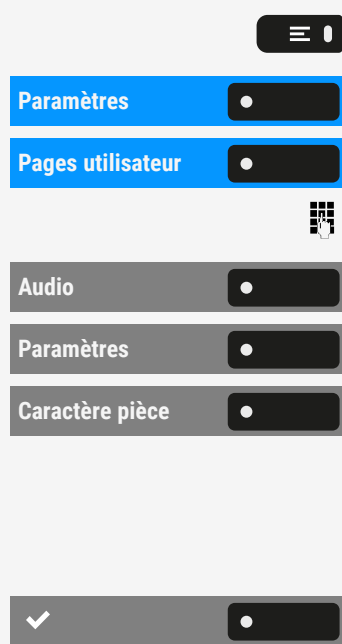 Paramètres
Pages utilisateur
Audio
Paramètres
Caractère pièce